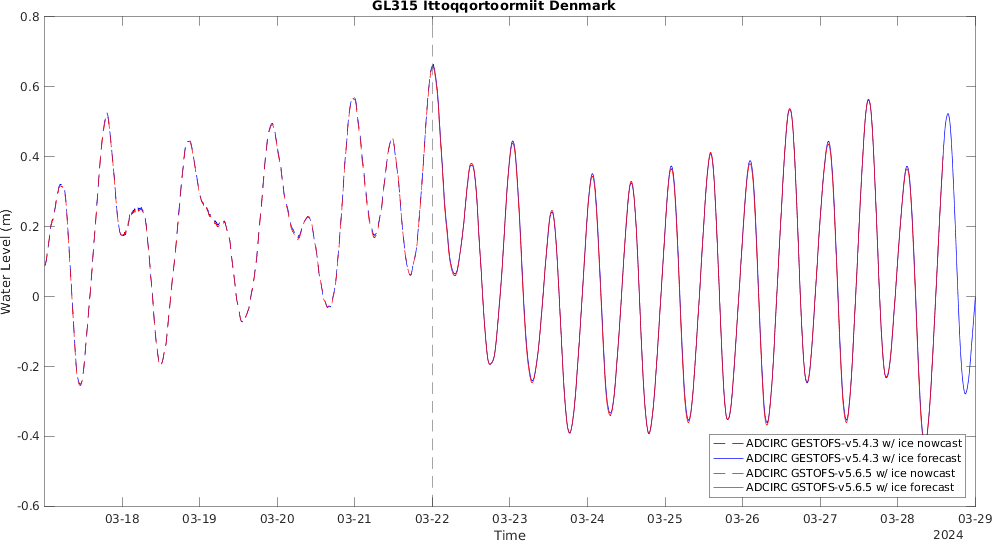 GL315 Ittoqqortoormiit Denmark
0.8
0.6
0.4
0.2
0
-0.2
-0.4
-0.6
Water Level (m)
ADCIRC GESTOFS-v5.4.3 w/ ice nowcast
ADCIRC GESTOFS-v5.4.3 w/ ice forecast
ADCIRC GSTOFS-v5.6.5 w/ ice nowcast
ADCIRC GSTOFS-v5.6.5 w/ ice forecast
03-18 03-19 03-20 03-21 03-22 03-23 03-24 03-25 03-26 03-27 03-28 03-29
Time 2024